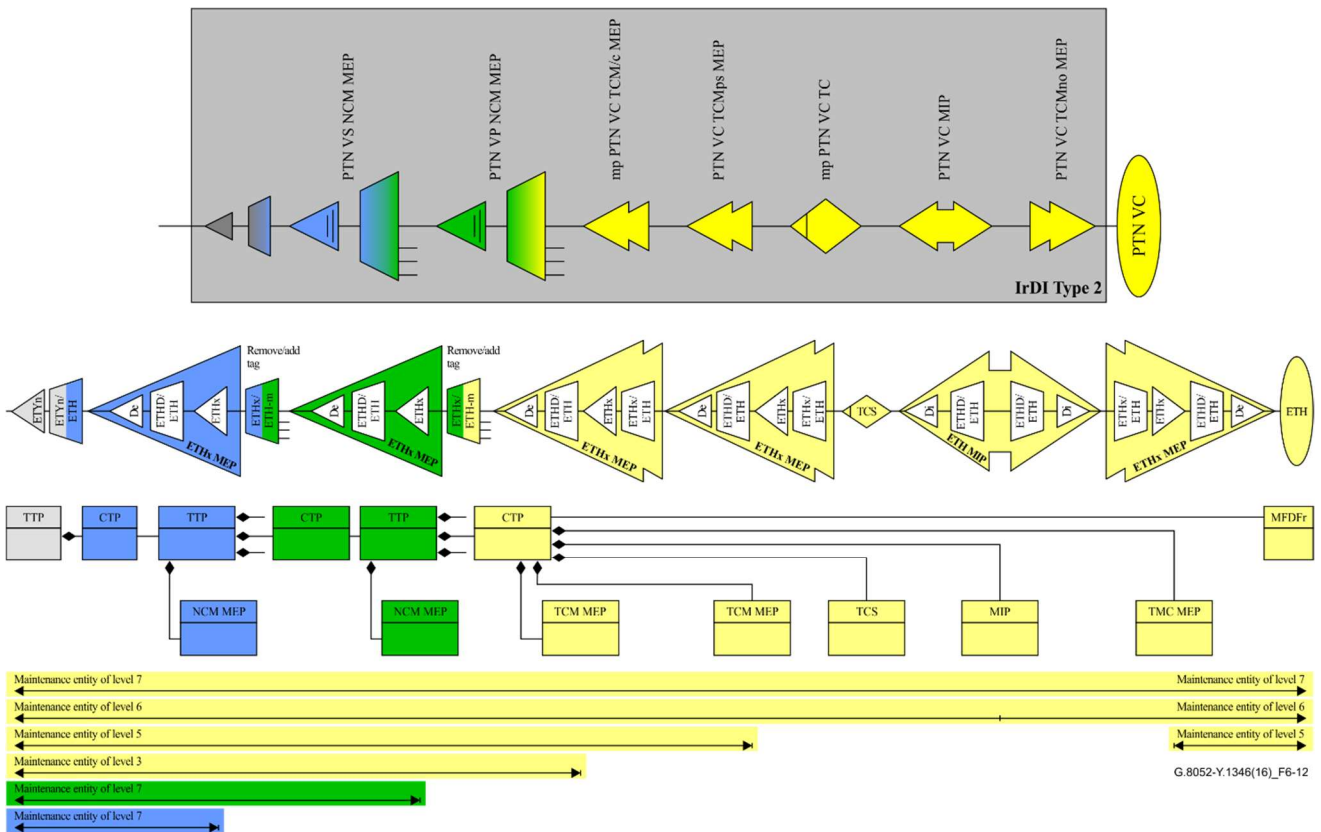 PTN VS NCM MEP
PTN VP NCM MEP
mp PTN VC TCM/c MEP
PTN VC TCMps MEP
mp PTN VC TC
PTN VC MIP
PTN VC TCMno MEP
PTN VC
IrDI Type 2
Remove/add
tag
Remove/add
tag
ETYn
ETYn/
ETH
De
ETHD/
ETH
ETHx
ETHx MEP
ETHx/
ETH-m
De
ETHD/
ETH
ETHx
ETHx MEP
ETHx/
ETH-m
De
ETHD/
ETH
ETHx
ETHx/
ETH
ETHx MEP
De
ETHD/
ETH
ETHx
ETHx/
ETH
ETHx MEP
TCS
Di
ETHD/
ETH
ETHD/
ETH
Di
ETH MIP
ETHx/
ETH
ETHx
ETHD/
ETH
De
ETHx MEP
ETH
TTP
CTP
TTP
CTP
TTP
CTP
MFDFr
NCM MEP
NCM MEP
TCM MEP
TCM MEP
TCS
MIP
TMC MEP
Maintenance entity of level 7
Maintenance entity of level 7
Maintenance entity of level 6
Maintenance entity of level 6
Maintenance entity of level 5
Maintenance entity of level 5
Maintenance entity of level 3
G.8052-Y.1346(16)_F6-12
Maintenance entity of level 7
Maintenance entity of level 7